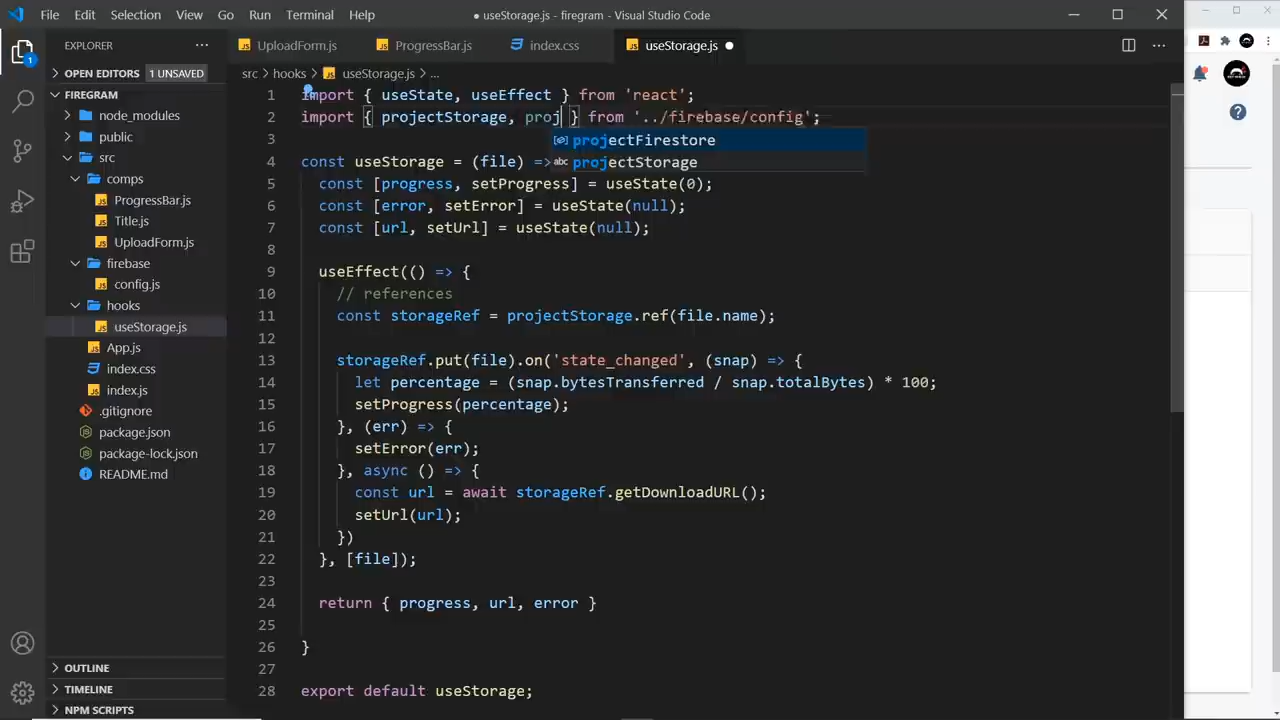 File Edit Selection View Go Run Terminal Help
● useStorage.js - firegram - Visual Studio Code
EXPLORER ···
UploadForm.js ProgressBar.js index.css useStorage.js ●
OPEN EDITORS 1 UNSAVED
src > hooks > useStorage.js > ...
FIREGRAM
node_modules
public
src
comps
ProgressBar.js
Title.js
UploadForm.js
firebase
config.js
hooks
useStorage.js
App.js
index.css
index.js
.gitignore
package.json
package-lock.json
README.md
OUTLINE
TIMELINE
NPM SCRIPTS
1
1 import { useState, useEffect } from 'react';
2 import { projectStorage, proj } from '../firebase/config';
projectFirestore
abc projectStorage
3
4 const useStorage = (file) =>
5 const [progress, setProgress] = useState(0);
6 const [error, setError] = useState(null);
7 const [url, setUrl] = useState(null);
8
9 useEffect(() => {
10 // references
11 const storageRef = projectStorage.ref(file.name);
12
13 storageRef.put(file).on('state_changed', (snap) => {
14 let percentage = (snap.bytesTransferred / snap.totalBytes) * 100;
15 setProgress(percentage);
16 }, (err) => {
17 setError(err);
18 }, async () => {
19 const url = await storageRef.getDownloadURL();
20 setUrl(url);
21 })
22 }, [file]);
23
24 return { progress, url, error }
25
26 }
27
28 export default useStorage;